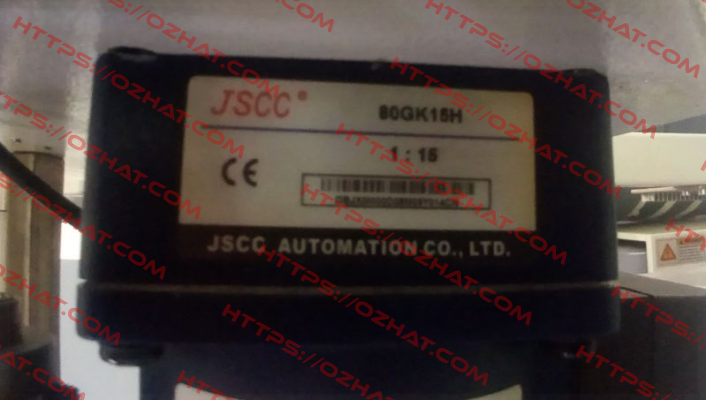 JSCC®
80GK15H
1 : 15
CE
JSCC AUTOMATION CO., LTD.
HTTPS://OZHAT.COM